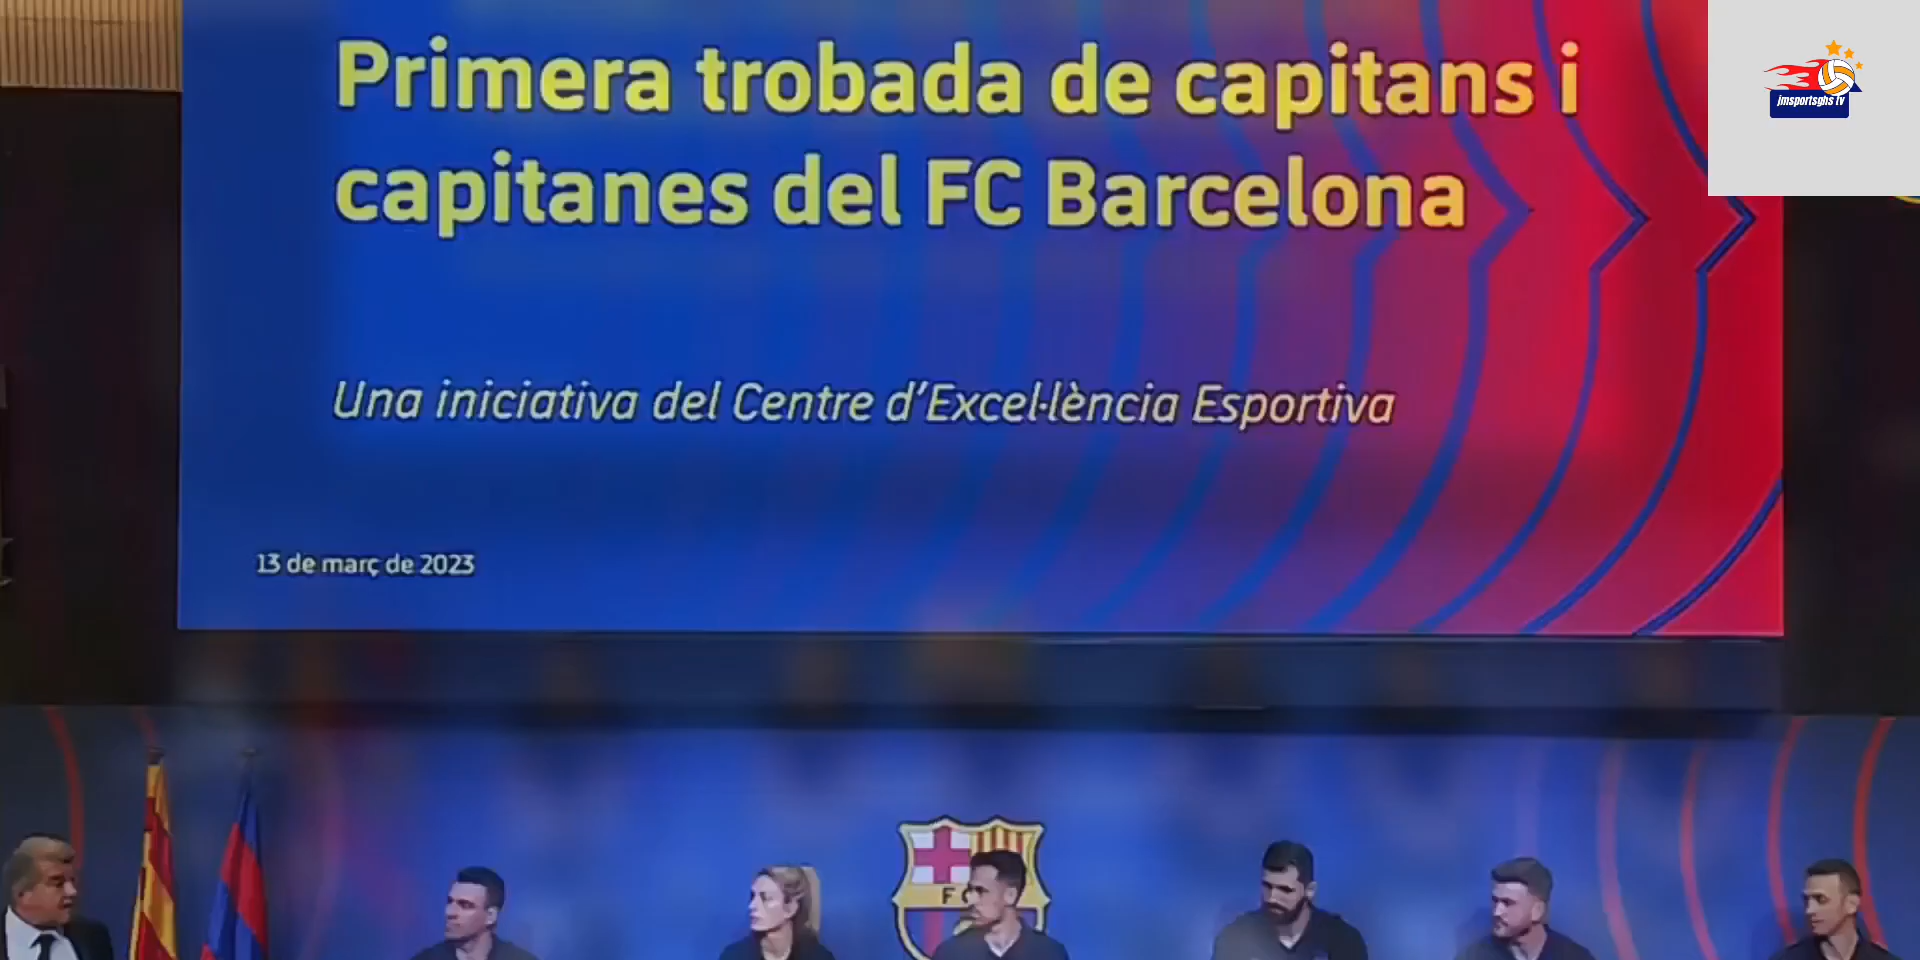 Primera trobada de capitans i
capitanes del FC Barcelona
Una iniciativa del Centre d'Excel·lència Esportiva
13 de març de 2023
jmsportsghs tv
F C